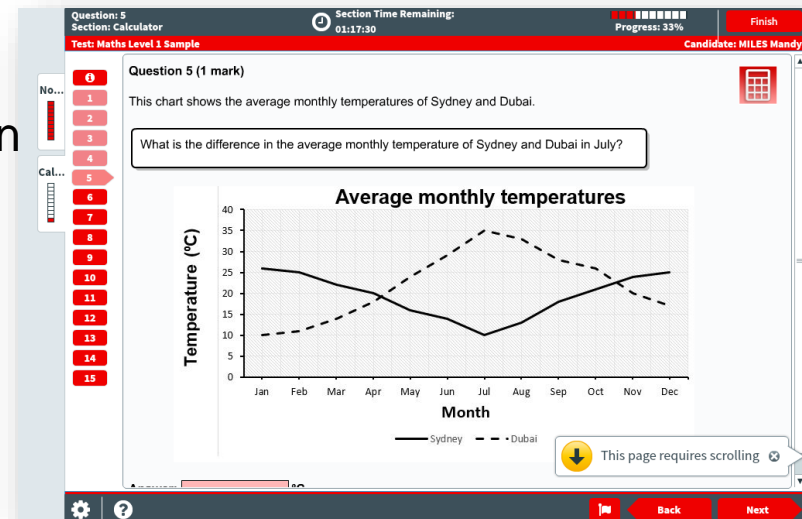 Question: 5
Section: Calculator
Section Time Remaining:
01:17:30
Progress: 33%
Finish
Test: Maths Level 1 Sample
Candidate: MILES Mandy
n
No...
Cal...
1
2
3
4
5
6
7
8
9
10
11
12
13
14
15
Question 5 (1 mark)
This chart shows the average monthly temperatures of Sydney and Dubai.
What is the difference in the average monthly temperature of Sydney and Dubai in July?
Average monthly temperatures
Temperature (ºC)
40
35
30
25
20
15
10
5
0
Jan Feb Mar Apr May Jun Jul Aug Sep Oct Nov Dec
Month
Sydney Dubai
This page requires scrolling
Back
Next